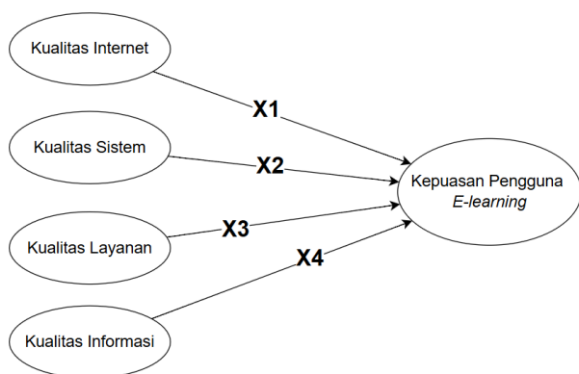 Kualitas Internet
X1
Kualitas Sistem
X2
Kepuasan Pengguna
E-learning
Kualitas Layanan
X3
X4
Kualitas Informasi